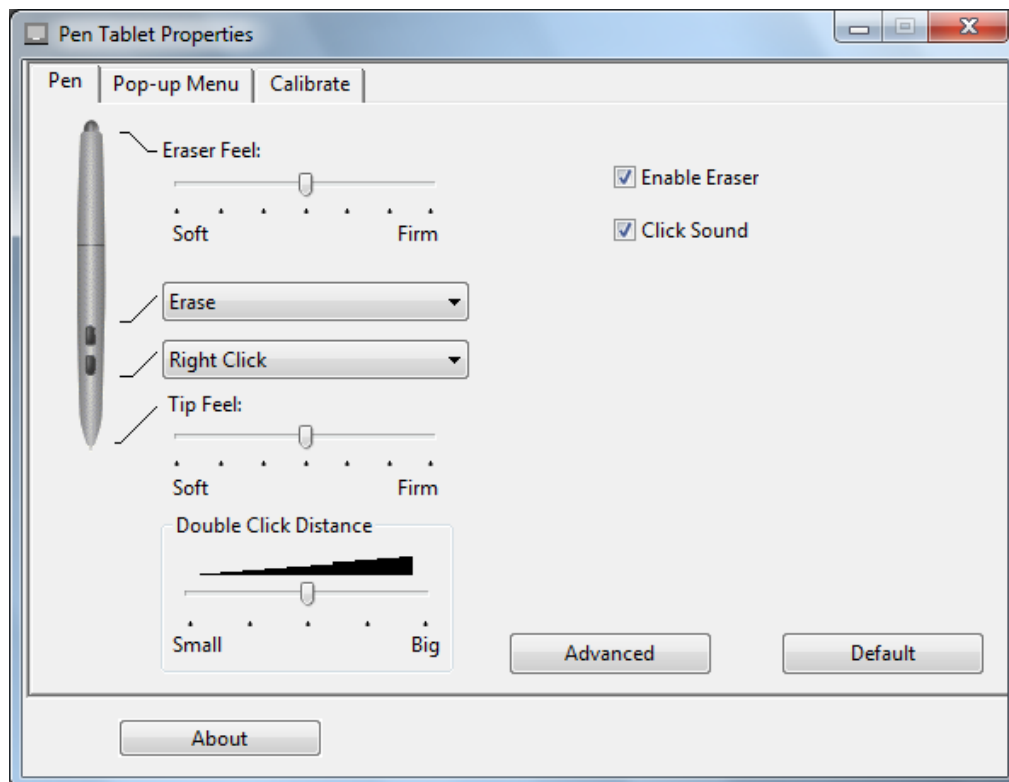 Pen Tablet Properties
Pen Pop-up Menu Calibrate
Eraser Feel:
Enable Eraser
Soft Firm
Click Sound
Erase
Right Click
Tip Feel:
Soft Firm
Double Click Distance
Small Big
Advanced Default
About